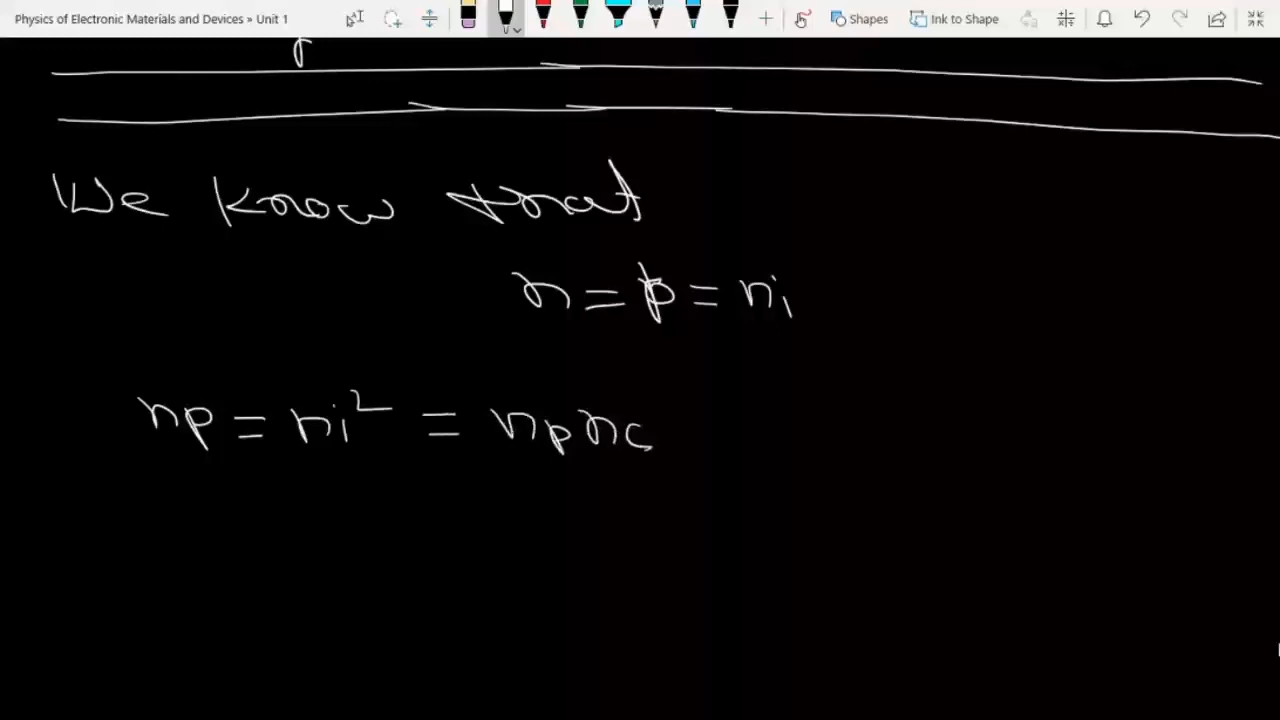 Physics of Electronic Materials and Devices » Unit 1
Shapes
Ink to Shape
We know that
n = p = ni
np = ni² = npnc